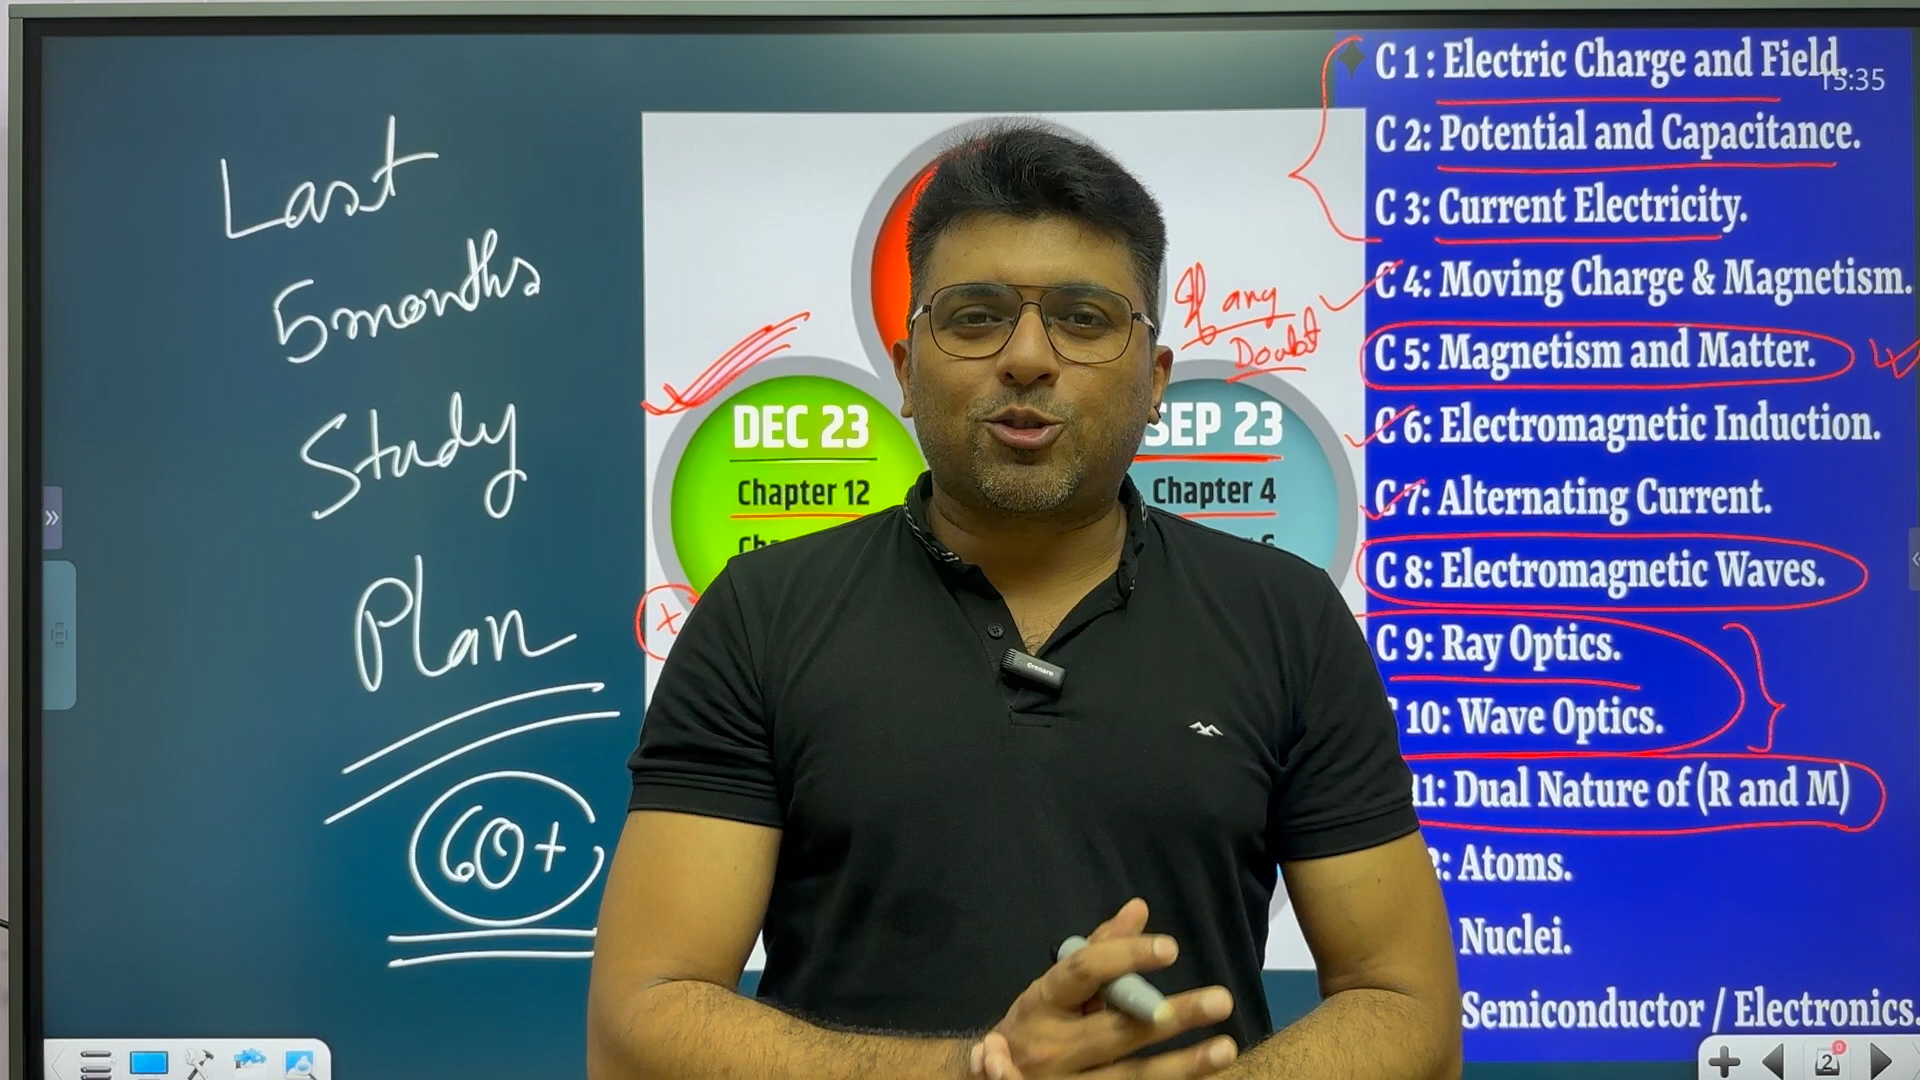 Last
5 months
Study
Plan
60+
DEC 23
Chapter 12
If any
Doubt
SEP 23
Chapter 4
C 1: Electric Charge and Field.
15:35
C 2: Potential and Capacitance.
C 3: Current Electricity.
C 4: Moving Charge & Magnetism.
C 5: Magnetism and Matter.
C 6: Electromagnetic Induction.
C 7: Alternating Current.
C 8: Electromagnetic Waves.
C 9: Ray Optics.
10: Wave Optics.
11: Dual Nature of (R and M)
: Atoms.
Nuclei.
Semiconductor / Electronics.
2